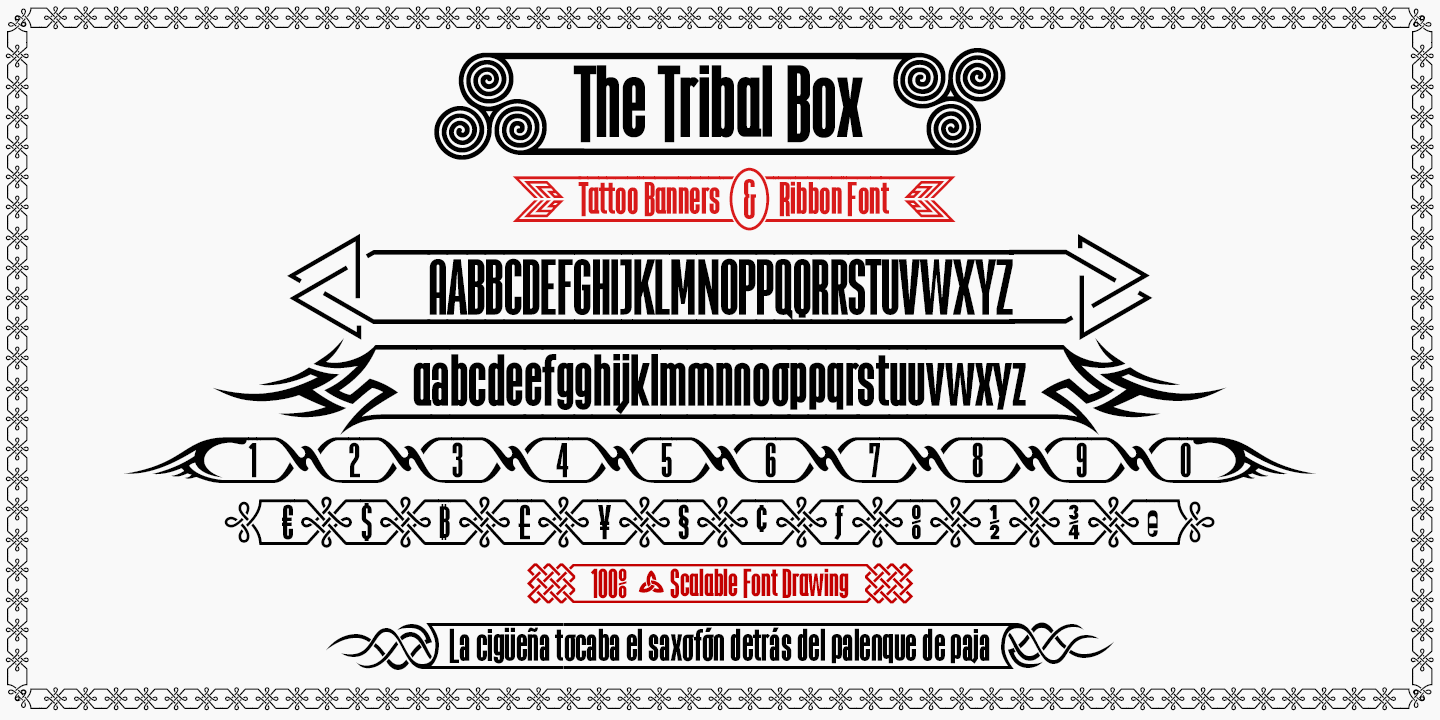 The Tribal Box
Tattoo Banners & Ribbon Font
AABBCDEFGHIJKLMNOPPQQRRSTUVWXYZ
aabcdeefgghijklmmnnooppqrstuuvwxyz
1 2 3 4 5 6 7 8 9 0
€ $ ₿ £ ¥ § ¢ ƒ % ½ ¾ ℮
100% Scalable Font Drawing
La cigüeña tocaba el saxofón detrás del palenque de paja